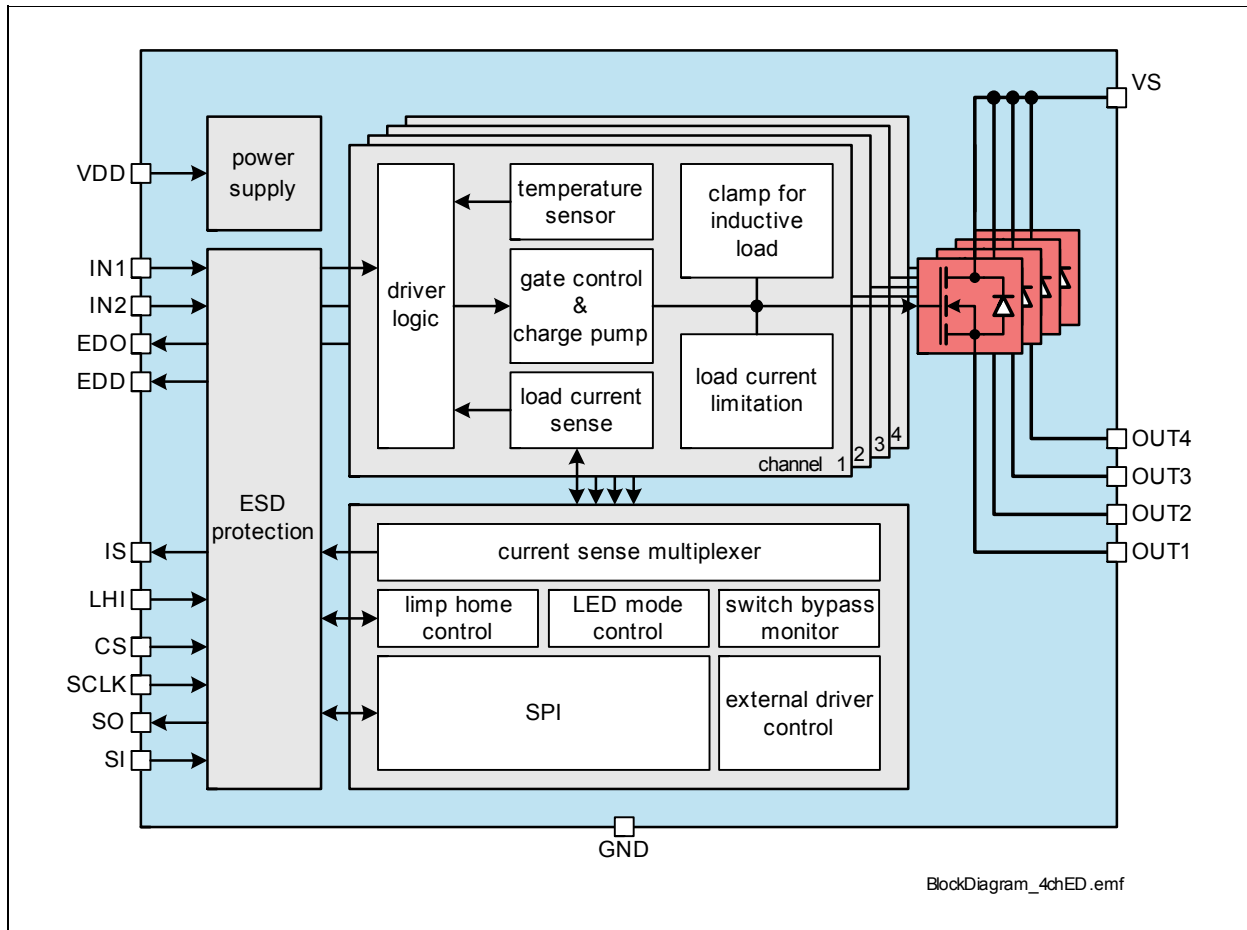 VS
VDD
power
supply
temperature
sensor
clamp for
inductive
load
IN1
IN2
EDO
EDD
driver
logic
gate control
&
charge pump
load current
sense
load current
limitation
channel 1 2 3 4
OUT4
OUT3
OUT2
OUT1
ESD
protection
IS
LHI
CS
SCLK
SO
SI
current sense multiplexer
limp home
control
LED mode
control
switch bypass
monitor
SPI
external driver
control
GND
BlockDiagram_4chED.emf